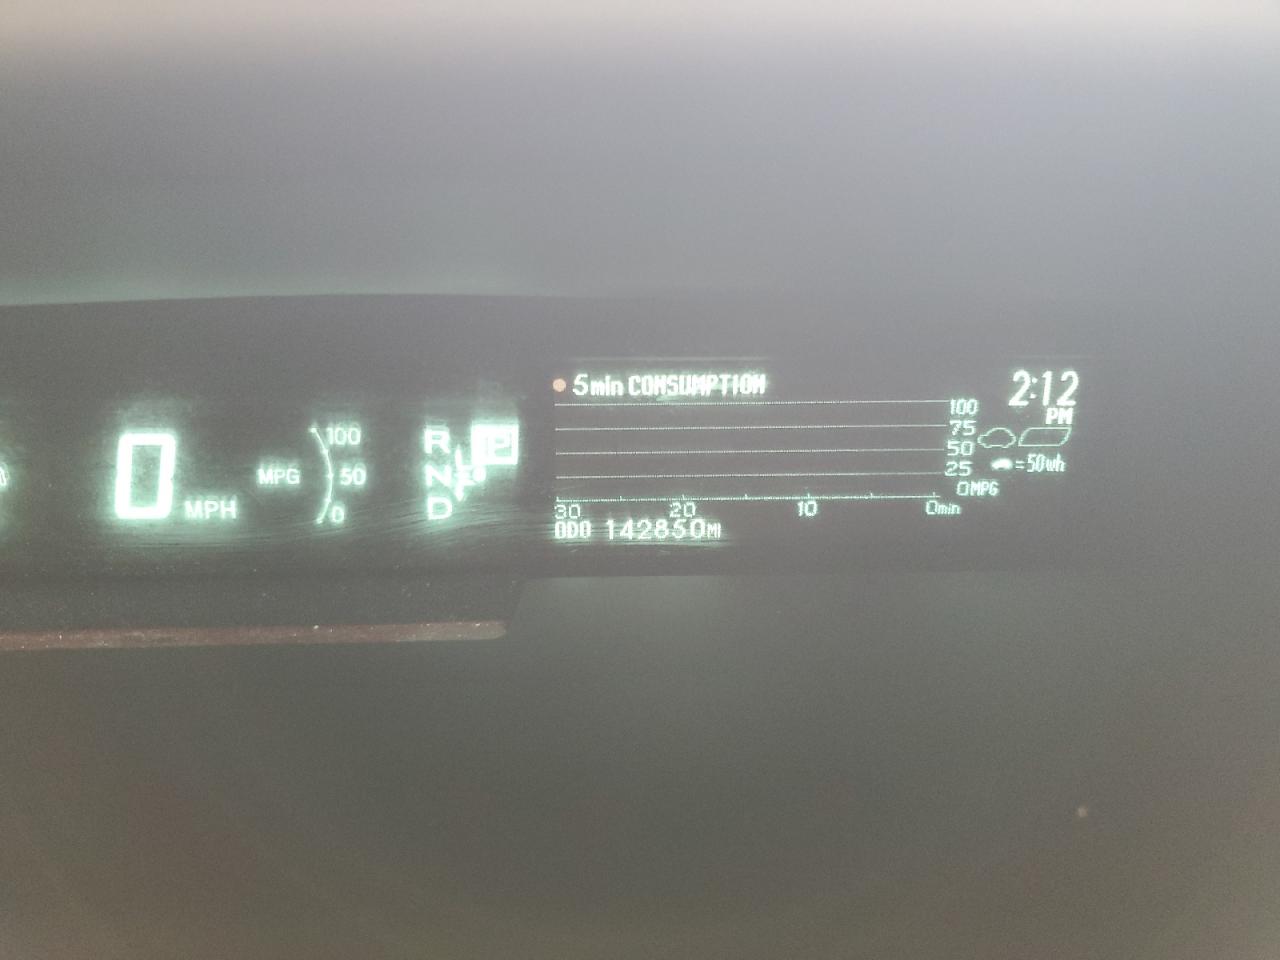 0 MPH
MPG
100
50
0
R
N
D
P
5min CONSUMPTION
2:12
PM
100
75
50
25
0MPG
=50wh
30 20 10 0min
ODO 142850MI